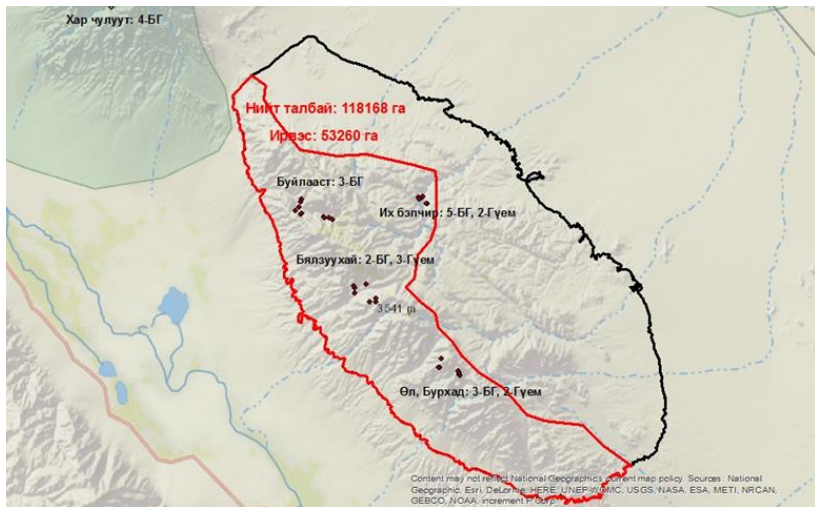 Хар чулуут: 4-БГ
Нийт талбай: 118168 га
Ирвэс: 53260 га
Буйлааст: 3-БГ
Их бэлчир: 5-БГ, 2-Гүем
Бялзуухай: 2-БГ, 3-Гүем
3541 m
Өл, Бурхад: 3-БГ, 2-Гүем
Content may not reflect National Geographic's current map policy. Sources: National
Geographic, Esri, DeLorme, HERE, UNEP-WCMC, USGS, NASA, ESA, METI, NRCAN,
GEBCO, NOAA, increment P Corp.